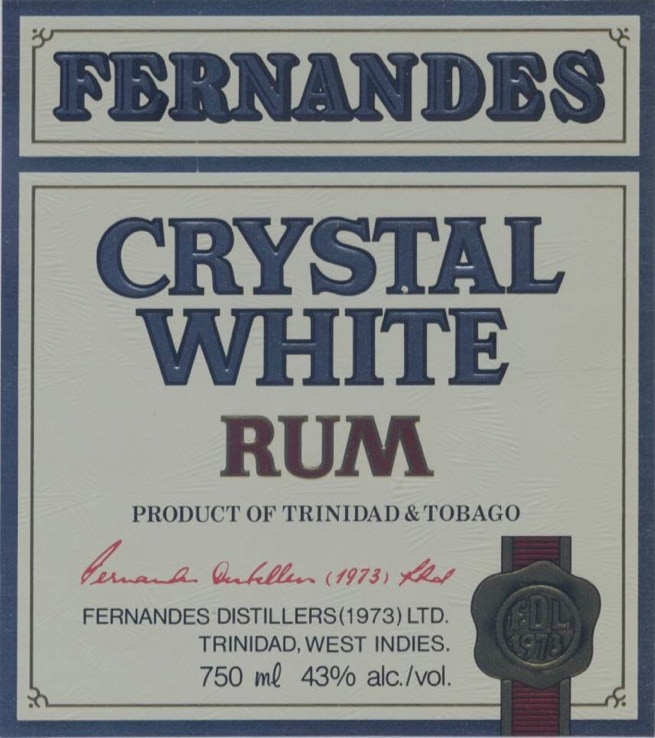 FERNANDES
CRYSTAL
WHITE
RUM
PRODUCT OF TRINIDAD & TOBAGO
Fernandes Distillers (1973) Ltd
FERNANDES DISTILLERS(1973) LTD.
TRINIDAD, WEST INDIES.
750 ml 43% alc./vol.
FDL
1973